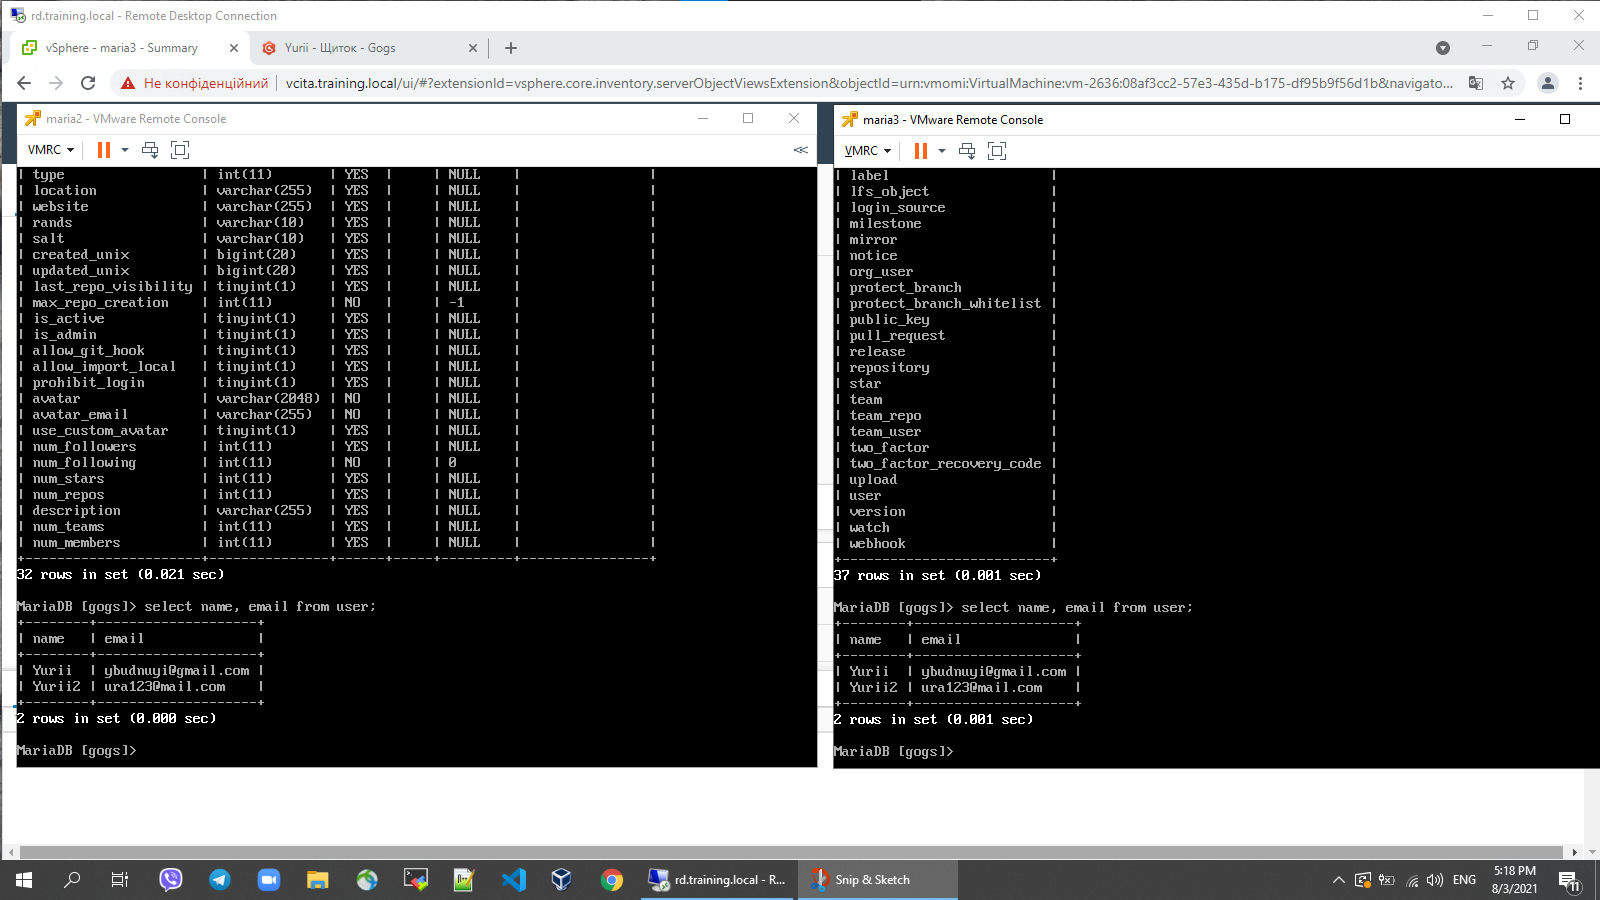 rd.training.local - Remote Desktop Connection
vSphere - maria3 - Summary
Yurii - Щиток - Gogs
Не конфіденційний
vcita.training.local/ui/#?extensionId=vsphere.core.inventory.serverObjectViewsExtension&objectId=urn:vmomi:VirtualMachine:vm-2636:08af3cc2-57e3-435d-b175-df95b9f56d1b&navigato...
maria2 - VMware Remote Console
VMRC
| type | int(11) | YES | | NULL | |
| location | varchar(255) | YES | | NULL | |
| website | varchar(255) | YES | | NULL | |
| rands | varchar(10) | YES | | NULL | |
| salt | varchar(10) | YES | | NULL | |
| created_unix | bigint(20) | YES | | NULL | |
| updated_unix | bigint(20) | YES | | NULL | |
| last_repo_visibility | tinyint(1) | YES | | NULL | |
| max_repo_creation | int(11) | NO | | -1 | |
| is_active | tinyint(1) | YES | | NULL | |
| is_admin | tinyint(1) | YES | | NULL | |
| allow_git_hook | tinyint(1) | YES | | NULL | |
| allow_import_local | tinyint(1) | YES | | NULL | |
| prohibit_login | tinyint(1) | YES | | NULL | |
| avatar | varchar(2048) | NO | | NULL | |
| avatar_email | varchar(255) | NO | | NULL | |
| use_custom_avatar | tinyint(1) | YES | | NULL | |
| num_followers | int(11) | YES | | NULL | |
| num_following | int(11) | NO | | 0 | |
| num_stars | int(11) | YES | | NULL | |
| num_repos | int(11) | YES | | NULL | |
| description | varchar(255) | YES | | NULL | |
| num_teams | int(11) | YES | | NULL | |
| num_members | int(11) | YES | | NULL | |
+----------------------+---------------+------+-----+---------+----------------+
32 rows in set (0.021 sec)
MariaDB [gogs]> select name, email from user;
+--------+--------------------+
| name | email |
+--------+--------------------+
| Yurii | ybudnuyi@gmail.com |
| Yurii2 | ura123@mail.com |
+--------+--------------------+
2 rows in set (0.000 sec)
MariaDB [gogs]>
maria3 - VMware Remote Console
VMRC
| label |
| lfs_object |
| login_source |
| milestone |
| mirror |
| notice |
| org_user |
| protect_branch |
| protect_branch_whitelist |
| public_key |
| pull_request |
| release |
| repository |
| star |
| team |
| team_repo |
| team_user |
| two_factor |
| two_factor_recovery_code |
| upload |
| user |
| version |
| watch |
| webhook |
+--------------------------+
37 rows in set (0.001 sec)
MariaDB [gogs]> select name, email from user;
+--------+--------------------+
| name | email |
+--------+--------------------+
| Yurii | ybudnuyi@gmail.com |
| Yurii2 | ura123@mail.com |
+--------+--------------------+
2 rows in set (0.001 sec)
MariaDB [gogs]>
rd.training.local - R...
Snip & Sketch
ENG
5:18 PM
8/3/2021
11